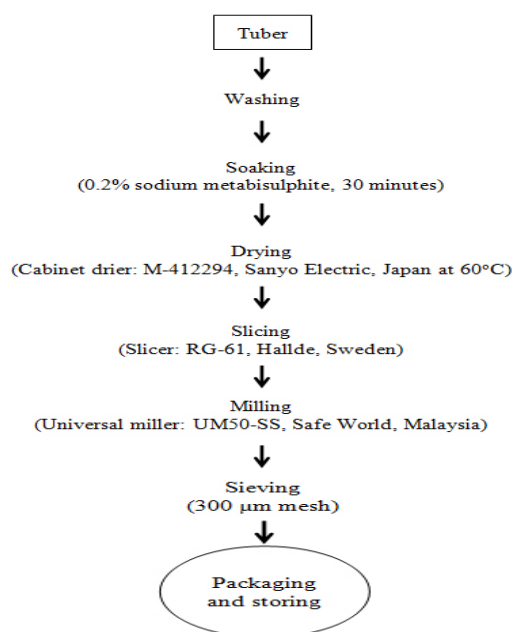 Tuber
Washing
Soaking
(0.2% sodium metabisulphite, 30 minutes)
Drying
(Cabinet drier: M-412294, Sanyo Electric, Japan at 60°C)
Slicing
(Slicer: RG-61, Hallde, Sweden)
Milling
(Universal miller: UM50-SS, Safe World, Malaysia)
Sieving
(300 μm mesh)
Packaging
and storing